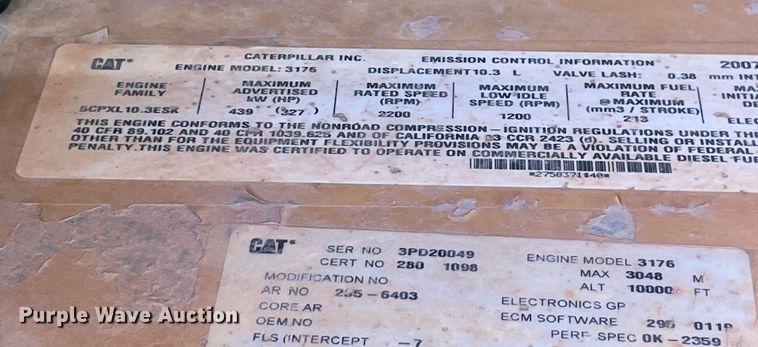 CAT
CATERPILLAR INC. EMISSION CONTROL INFORMATION 2007
ENGINE MODEL: 3176 DISPLACEMENT 10.3 L VALVE LASH: 0.38 mm INT
ENGINE FAMILY MAXIMUM ADVERTISED kW (HP) MAXIMUM RATED SPEED (RPM) MAXIMUM LOW IDLE SPEED (RPM) MAXIMUM FUEL RATE @ MAXIMUM (mm3 / STROKE)
5CPXL10.3ESK 439 (327) 2200 1200 213
THIS ENGINE CONFORMS TO THE NONROAD COMPRESSION - IGNITION REGULATIONS UNDER THE
40 CFR 89.102 AND 40 CFR 1039.625 AND OF CALIFORNIA 13 CCR 2423 (d). SELLING OR INSTALL
OTHER THAN FOR THE EQUIPMENT FLEXIBILITY PROVISIONS MAY BE A VIOLATION OF FEDERAL
PENALTY. THIS ENGINE WAS CERTIFIED TO OPERATE ON COMMERCIALLY AVAILABLE DIESEL FUE
CAT
SER NO 3PD20049 ENGINE MODEL 3176
CERT NO 280 1098 MAX 3048 M
MODIFICATION NO ALT 10000 FT
AR NO 6403 ELECTRONICS GP
CORE AR ECM SOFTWARE
OEM NO PERF SPEC 0K-2359
FLS (INTERCEPT -7
Purple Wave Auction